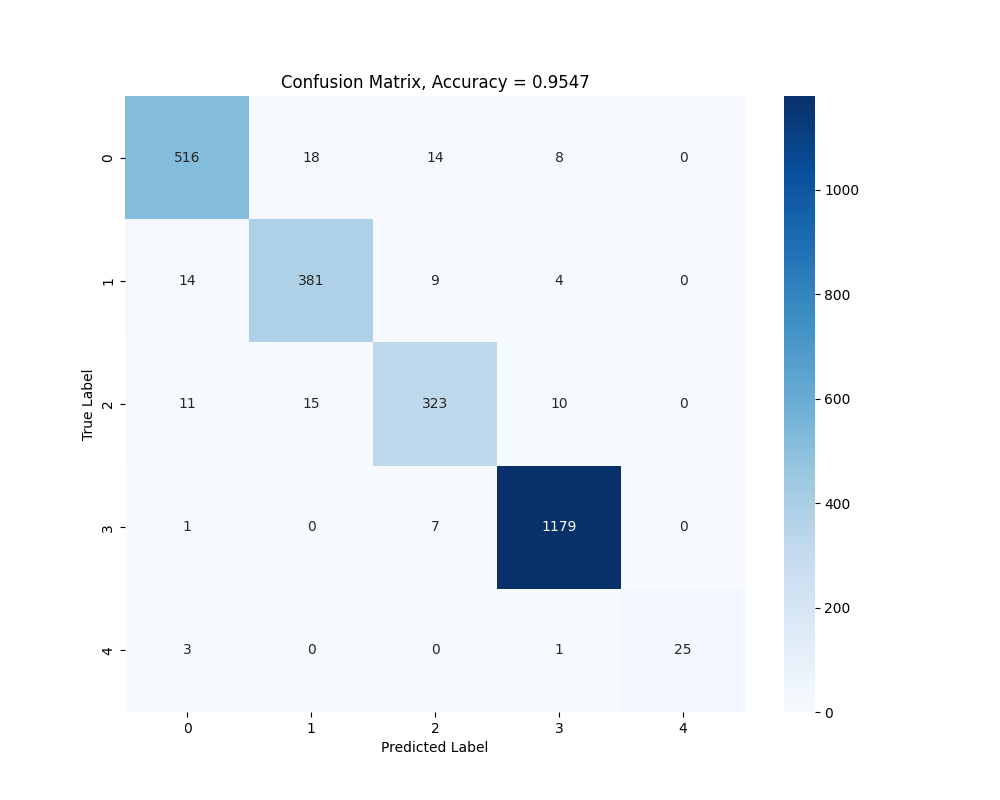 Confusion Matrix, Accuracy = 0.9547
0 516 18 14 8 0
1 14 381 9 4 0
2 11 15 323 10 0
3 1 0 7 1179 0
4 3 0 0 1 25
0 1 2 3 4
Predicted Label
True Label
1000
800
600
400
200
0